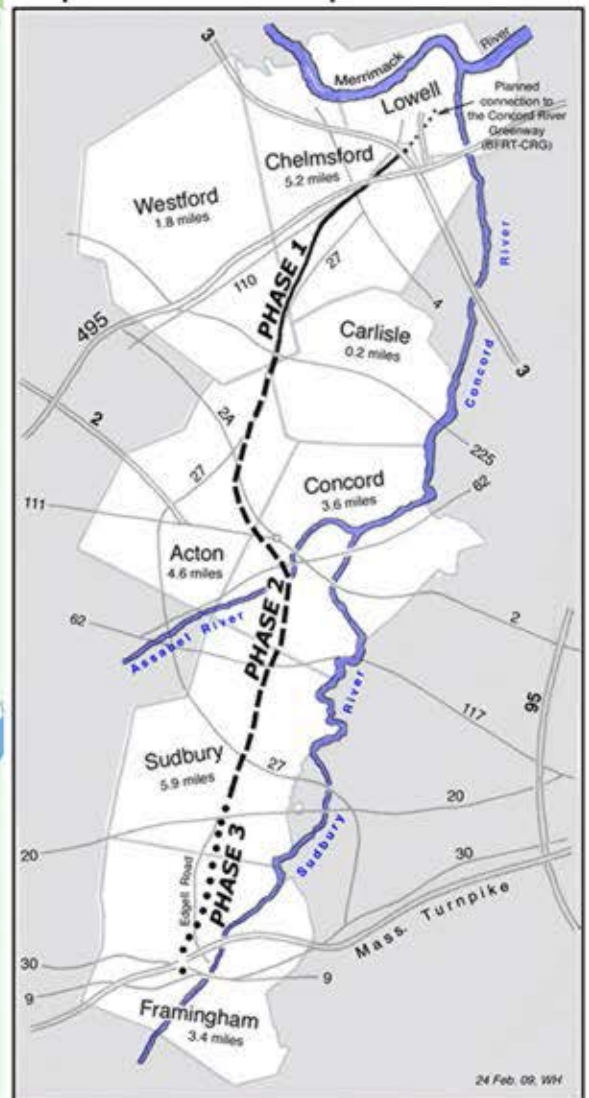 3
Merrimack
River
Lowell
Planned
connection to
the Concord River
Greenway
(BFRT-CRG)
Chelmsford
5.2 miles
Westford
1.8 miles
PHASE 1
27
110
4
River
495
Carlisle
0.2 miles
Concord
3
2
2A
27
225
Concord
3.6 miles
62
111
Acton
4.6 miles
62
PHASE 2
Assabet River
2
River
95
117
Sudbury
5.9 miles
27
20
20
PHASE 3
Edgell Road
Sudbury
30
Mass. Turnpike
30
9
9
Framingham
3.4 miles
24 Feb. 09, WH